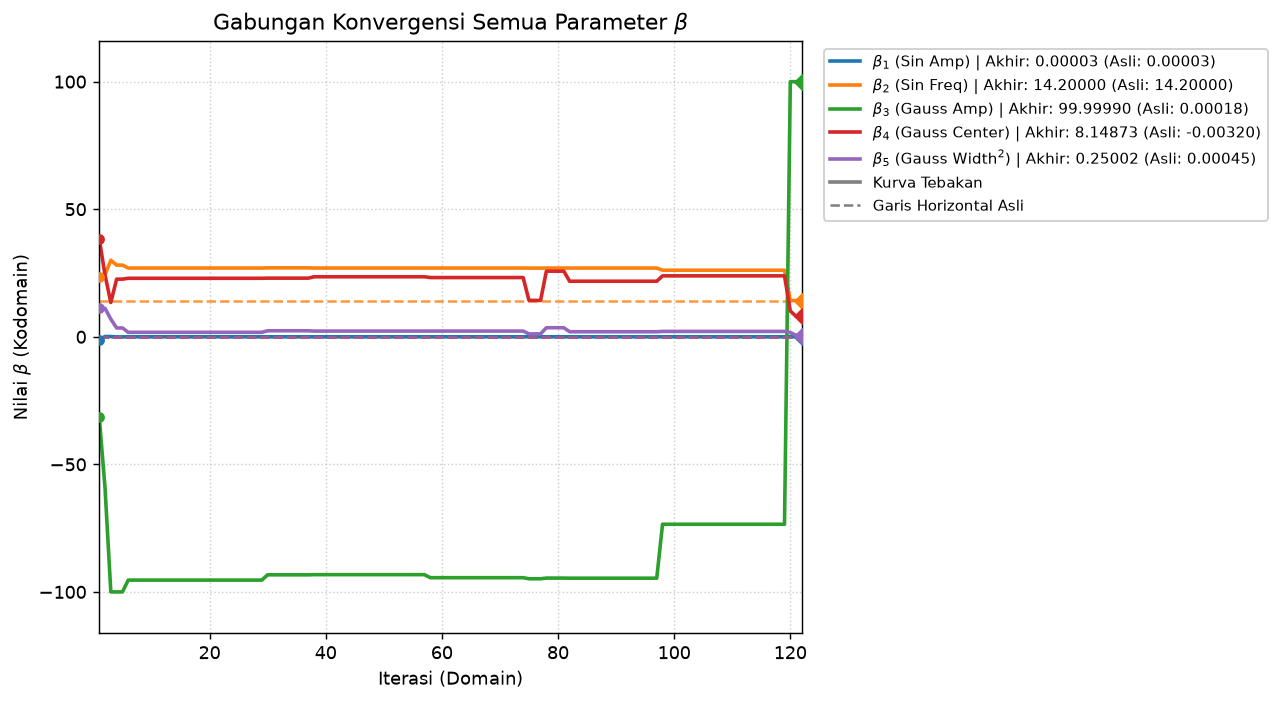 Gabungan Konvergensi Semua Parameter β
100
50
0
−50
−100
Nilai β (Kodomain)
20
40
60
80
100
120
Iterasi (Domain)
β₁ (Sin Amp) | Akhir: 0.00003 (Asli: 0.00003)
β₂ (Sin Freq) | Akhir: 14.20000 (Asli: 14.20000)
β₃ (Gauss Amp) | Akhir: 99.99990 (Asli: 0.00018)
β₄ (Gauss Center) | Akhir: 8.14873 (Asli: -0.00320)
β₅ (Gauss Width²) | Akhir: 0.25002 (Asli: 0.00045)
Kurva Tebakan
Garis Horizontal Asli